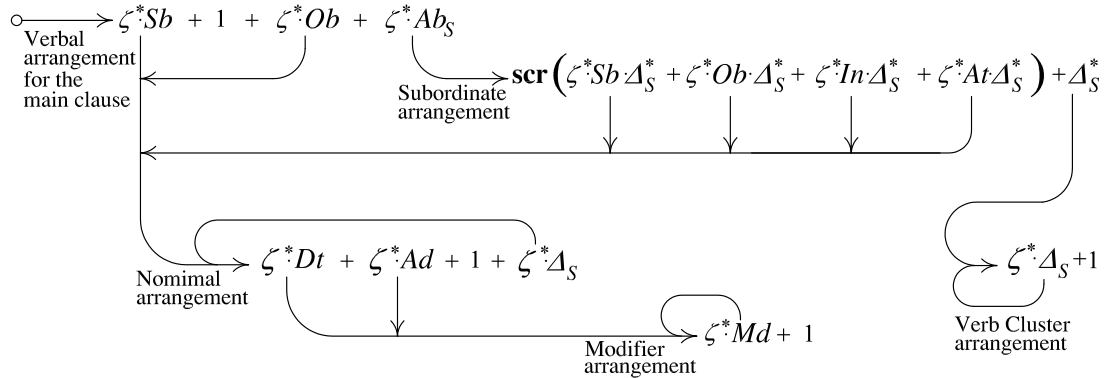 ζ*Sb + 1 + ζ*Ob + ζ*Ab_S
Verbal
arrangement
for the
main clause
Subordinate
arrangement
scr(ζ*Sb·Δ*_S + ζ*Ob·Δ*_S + ζ*In·Δ*_S + ζ*At·Δ*_S) + Δ*_S
Nomimal
arrangement
ζ*Dt + ζ*Ad + 1 + ζ*Δ_S
ζ*Δ_S+1
Verb Cluster
arrangement
Modifier
arrangement
ζ*Md + 1